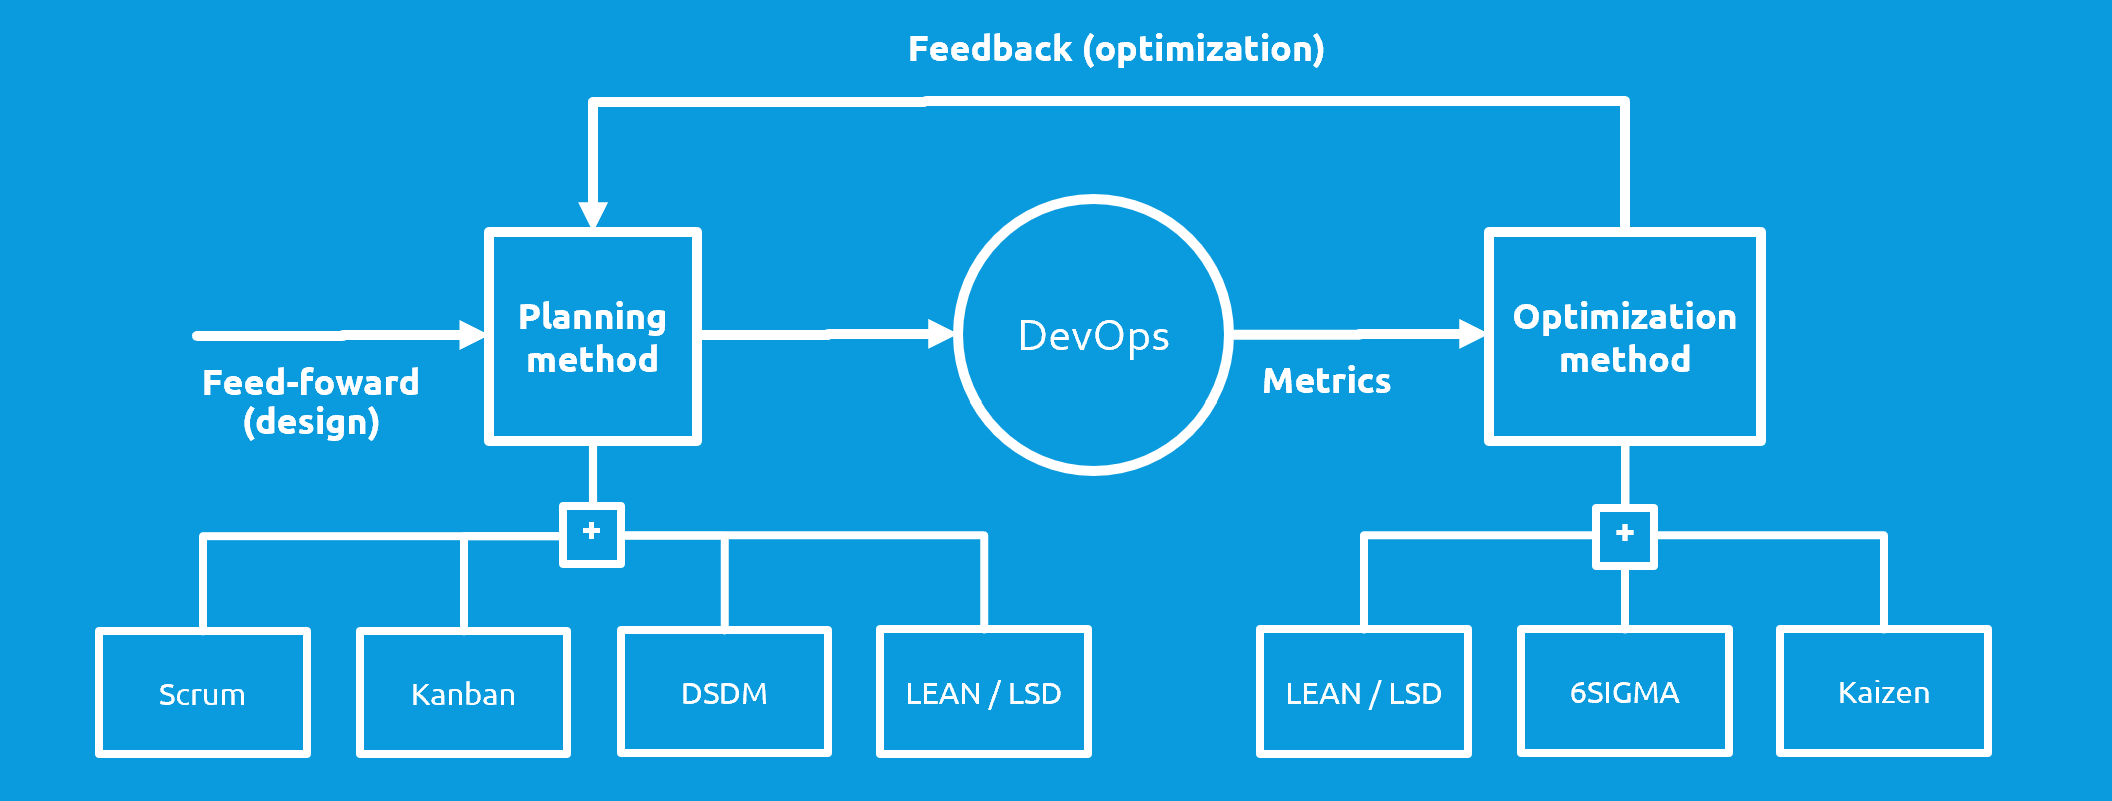 Feedback (optimization)
Planning
method
DevOps
Optimization
method
Feed-foward
(design)
Metrics
+
+
Scrum
Kanban
DSDM
LEAN / LSD
LEAN / LSD
6SIGMA
Kaizen